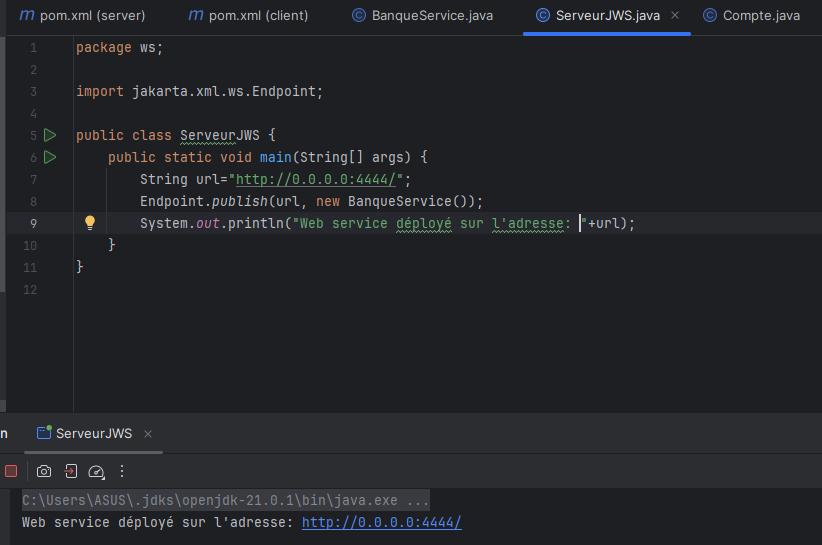 pom.xml (server) pom.xml (client) BanqueService.java ServeurJWS.java Compte.java
1 package ws;
2
3 import jakarta.xml.ws.Endpoint;
4
5 public class ServeurJWS {
6 public static void main(String[] args) {
7 String url="http://0.0.0.0:4444/";
8 Endpoint.publish(url, new BanqueService());
9 System.out.println("Web service déployé sur l'adresse: "+url);
10 }
11 }
12
n ServeurJWS
C:\Users\ASUS\.jdks\openjdk-21.0.1\bin\java.exe ...
Web service déployé sur l'adresse: http://0.0.0.0:4444/